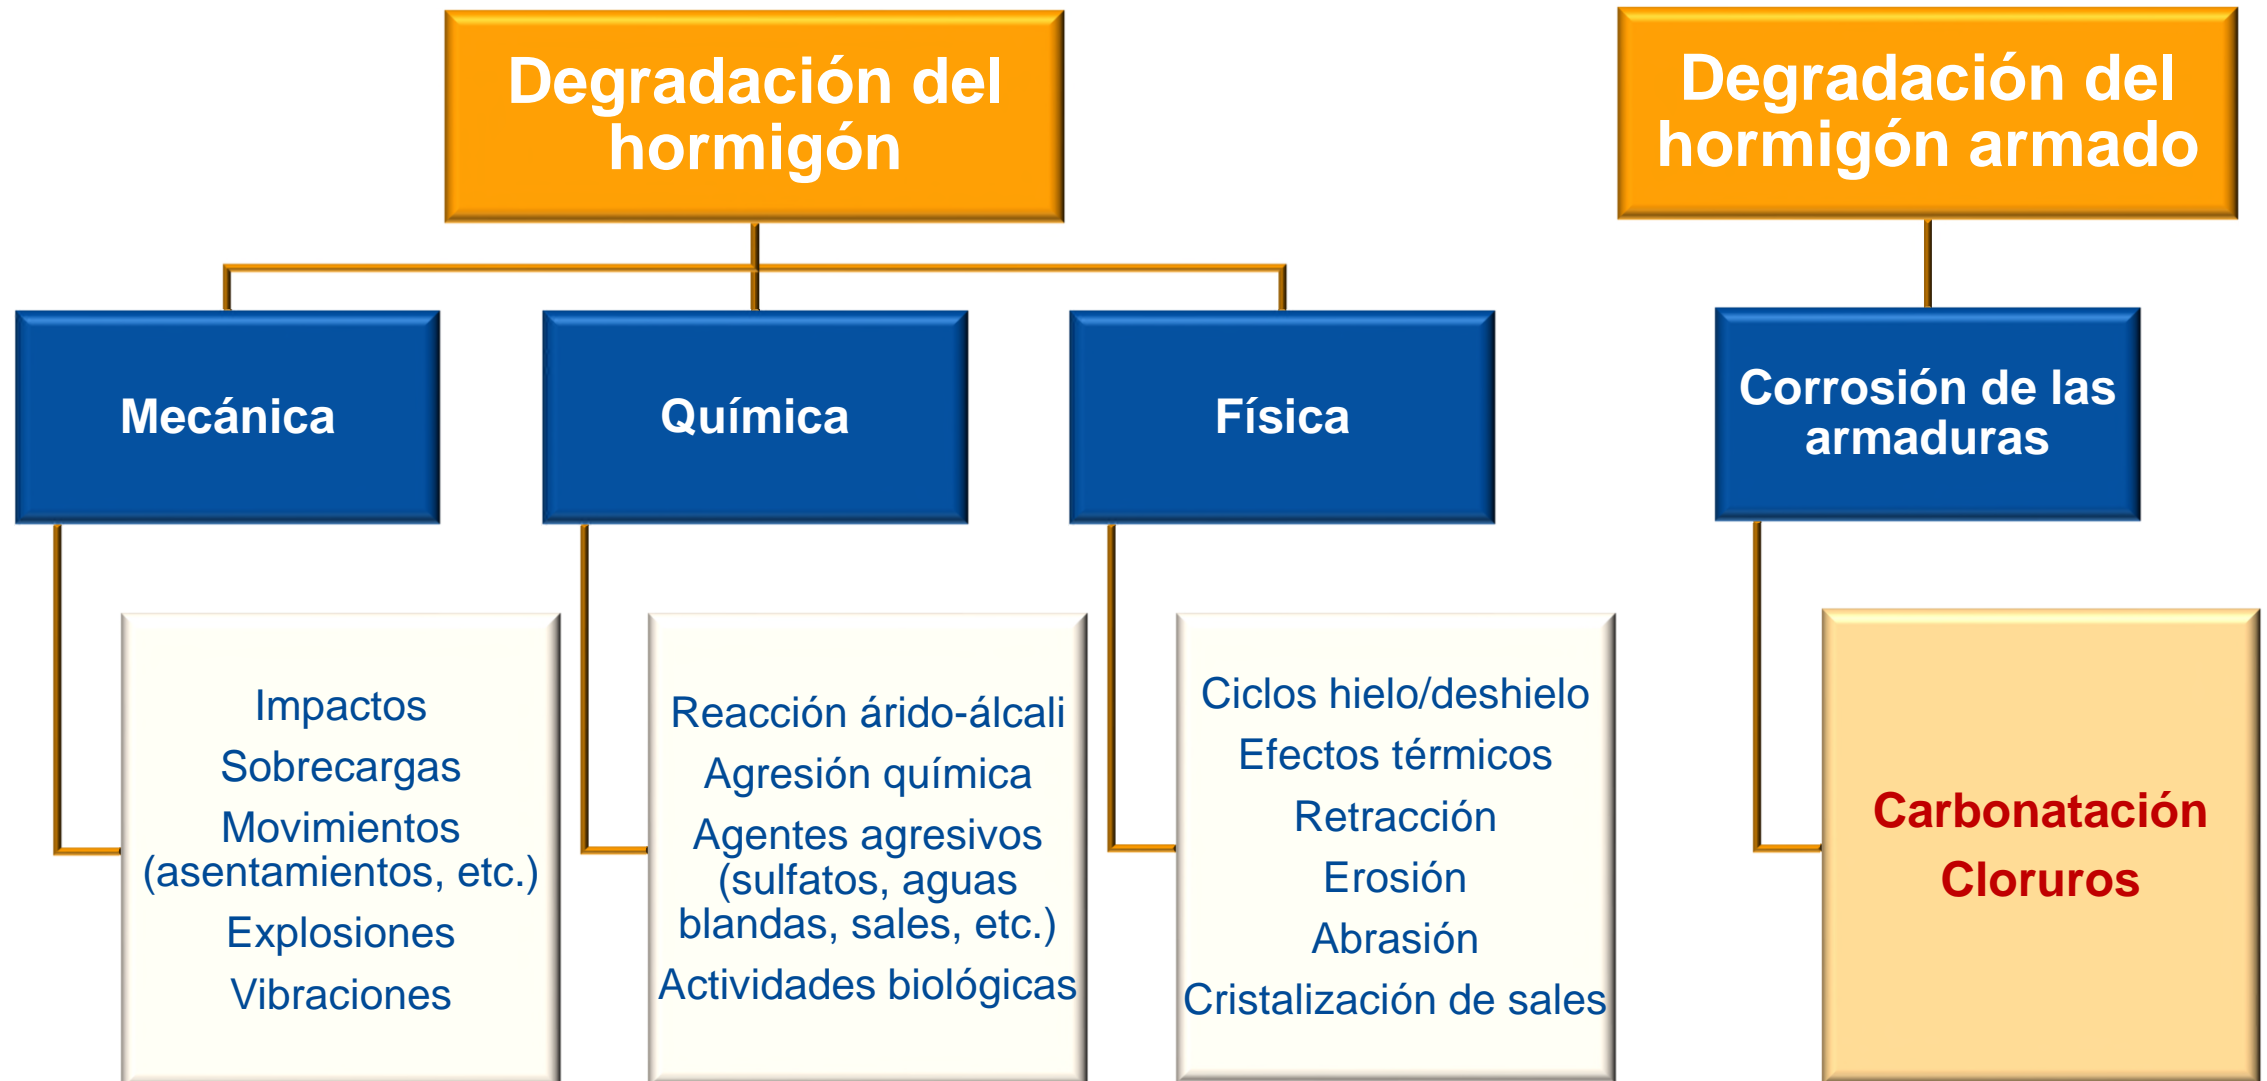 Degradación del
hormigón
Degradación del
hormigón armado
Mecánica
Química
Física
Corrosión de las
armaduras
Impactos
Sobrecargas
Movimientos
(asentamientos, etc.)
Explosiones
Vibraciones
Reacción árido-álcali
Agresión química
Agentes agresivos
(sulfatos, aguas
blandas, sales, etc.)
Actividades biológicas
Ciclos hielo/deshielo
Efectos térmicos
Retracción
Erosión
Abrasión
Cristalización de sales
Carbonatación
Cloruros